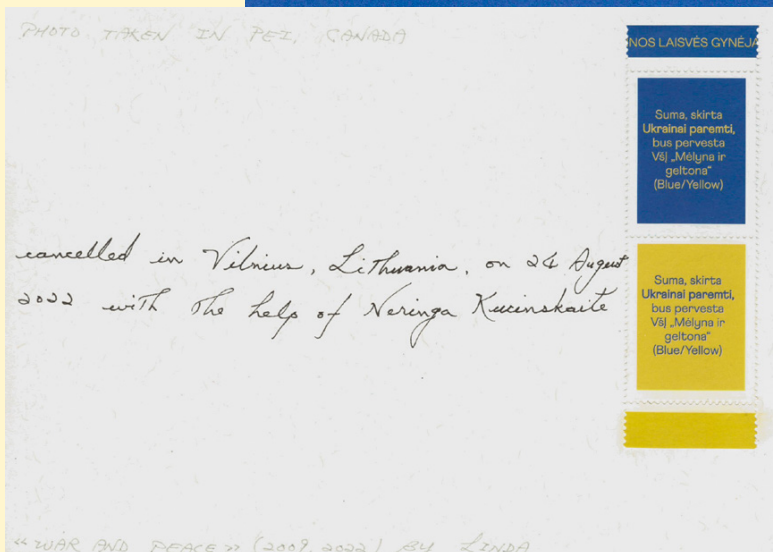 PHOTO TAKEN IN PEI, CANADA
NOS LAISVĖS GYNĖJA
Suma, skirta
Ukrainai paremti,
bus pervesta
VšĮ „Mėlyna ir
geltona“
(Blue/Yellow)
cancelled in Vilnius, Lithuania, on 24 August
2022 with the help of Neringa Kucinskaite
Suma, skirta
Ukrainai paremti,
bus pervesta
VšĮ „Mėlyna ir
geltona“
(Blue/Yellow)
« WAR AND PEACE » (2009, 2022) BY LINDA